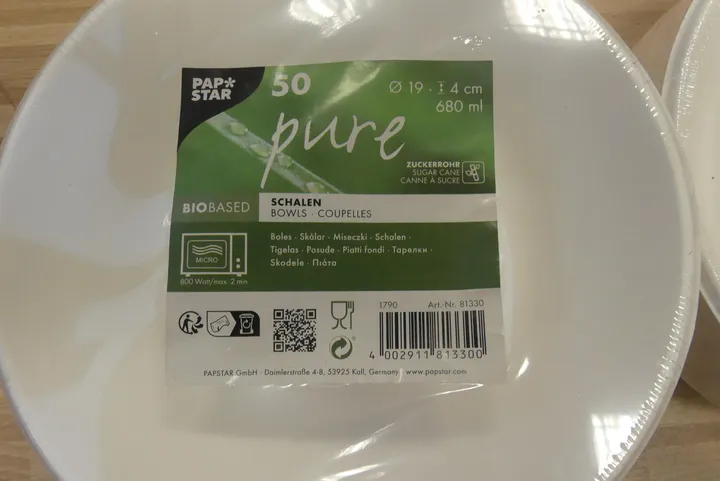 PAP*
STAR
50
Ø 19 · 4 cm
680 ml
pure
ZUCKERROHR
SUGAR CANE
CANNE À SUCRE
BIOBASED
SCHALEN
BOWLS · COUPELLES
MICRO
800 Watt/max. 2 min
Boles · Skålar · Miseczki · Schalen ·
Tigelas · Posude · Piatti fondi · Тарелки ·
Skodele · Πιάτα
1790
Art.-Nr. 81330
4 002911 813300
PAPSTAR GmbH · Daimlerstraße 4-8, 53925 Kall, Germany · www.papstar.com